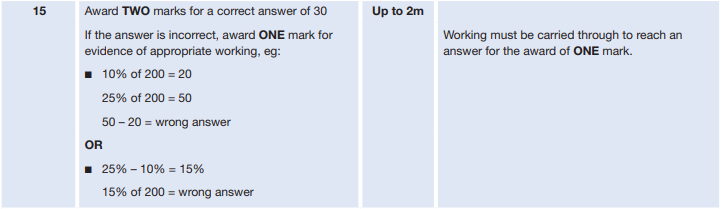 15
Award TWO marks for a correct answer of 30
Up to 2m
If the answer is incorrect, award ONE mark for
evidence of appropriate working, eg:
■ 10% of 200 = 20
25% of 200 = 50
50 – 20 = wrong answer
OR
■ 25% – 10% = 15%
15% of 200 = wrong answer
Working must be carried through to reach an
answer for the award of ONE mark.